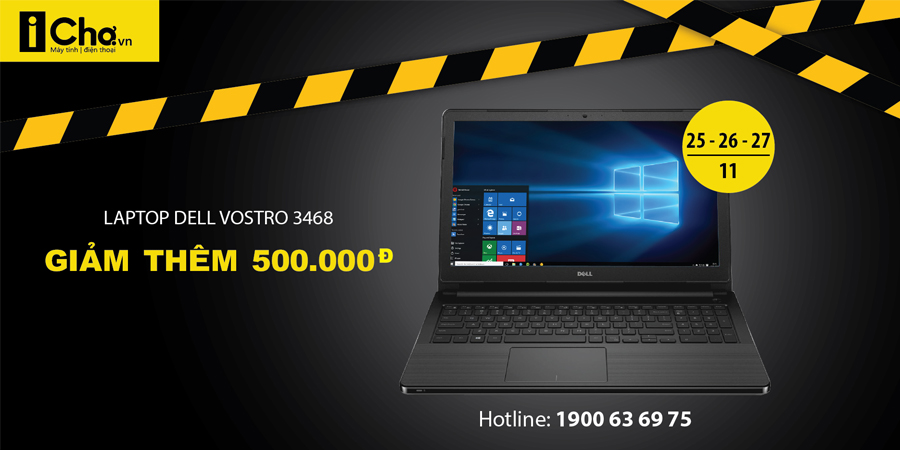 iChợ.vn
Máy tính | điện thoại
25 - 26 - 27
11
LAPTOP DELL VOSTRO 3468
GIẢM THÊM 500.000Đ
DELL
Hotline: 1900 63 69 75